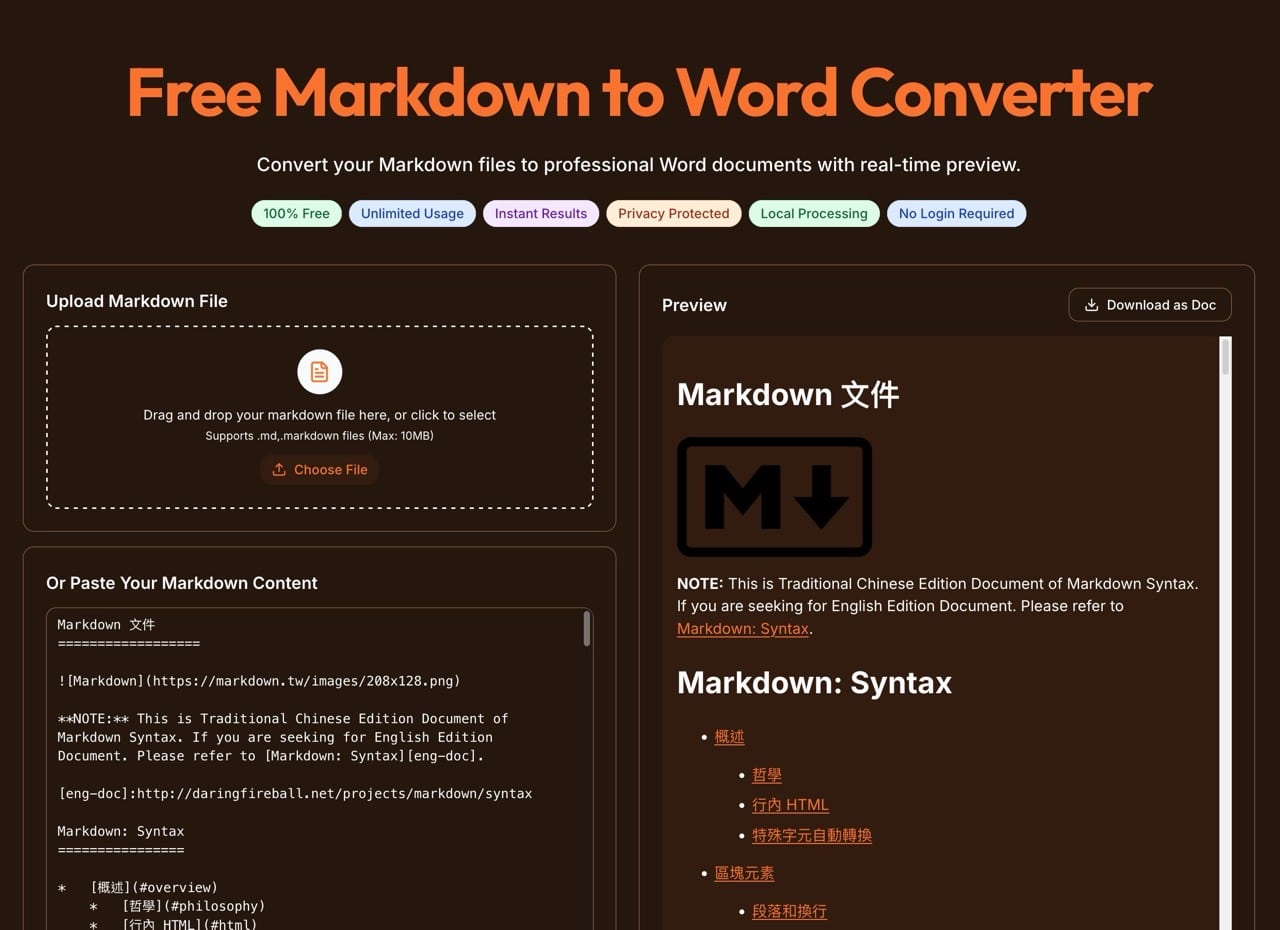 Free Markdown to Word Converter
Convert your Markdown files to professional Word documents with real-time preview.
100% Free
Unlimited Usage
Instant Results
Privacy Protected
Local Processing
No Login Required
Upload Markdown File
Drag and drop your markdown file here, or click to select
Supports .md,.markdown files (Max: 10MB)
Choose File
Or Paste Your Markdown Content
Markdown 文件
==================
![Markdown](https://markdown.tw/images/208x128.png)
**NOTE:** This is Traditional Chinese Edition Document of
Markdown Syntax. If you are seeking for English Edition
Document. Please refer to [Markdown: Syntax][eng-doc].
[eng-doc]:http://daringfireball.net/projects/markdown/syntax
Markdown: Syntax
================
* [概述](#overview)
* [哲學](#philosophy)
* [行內 HTML](#html)
Preview
Download as Doc
Markdown 文件
M
NOTE: This is Traditional Chinese Edition Document of Markdown Syntax.
If you are seeking for English Edition Document. Please refer to
Markdown: Syntax.
Markdown: Syntax
• 概述
• 哲學
• 行內 HTML
• 特殊字元自動轉換
• 區塊元素
• 段落和換行